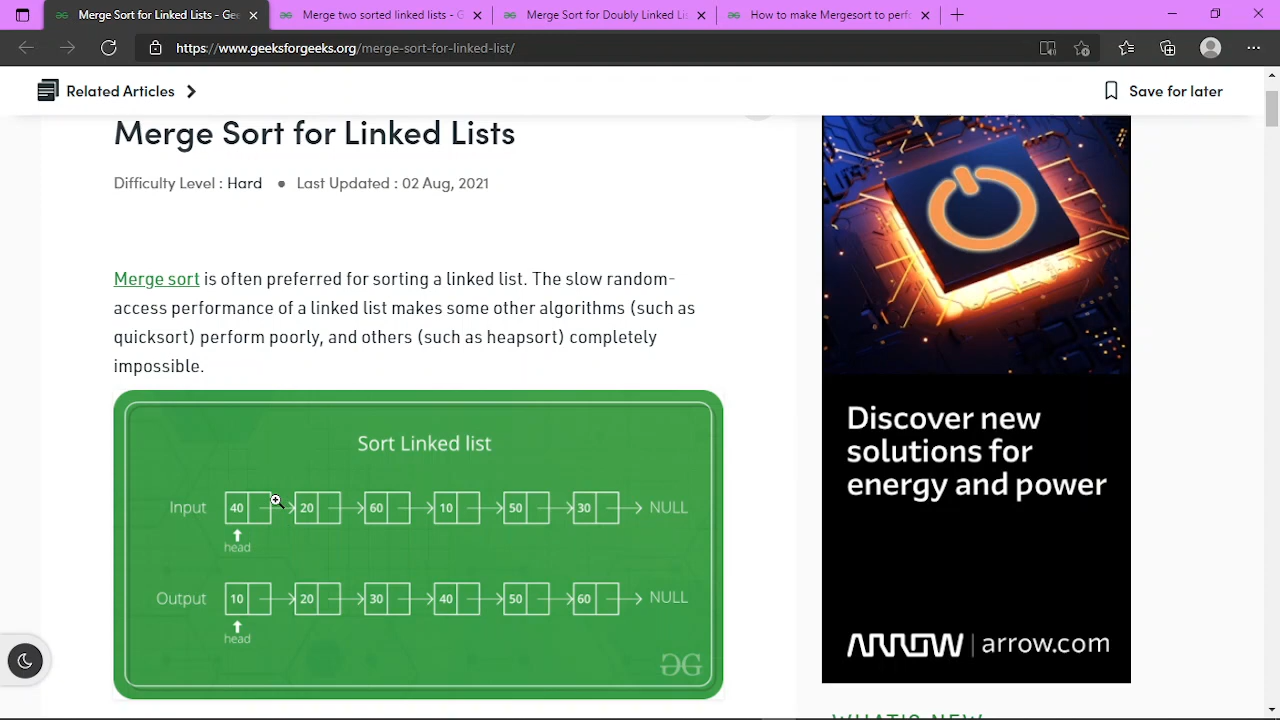 Merge Sort for Linked Lists - Ge
Merge two sorted linked lists - G
Merge Sort for Doubly Linked Li
How to make Mergesort to perf
https://www.geeksforgeeks.org/merge-sort-for-linked-list/
Related Articles
Save for later
Merge Sort for Linked Lists
Difficulty Level : Hard ● Last Updated : 02 Aug, 2021
Merge sort is often preferred for sorting a linked list. The slow random-
access performance of a linked list makes some other algorithms (such as
quicksort) perform poorly, and others (such as heapsort) completely
impossible.
Sort Linked list
Input 40 20 60 10 50 30 NULL
head
Output 10 20 30 40 50 60 NULL
head
Discover new
solutions for
energy and power
ARROW | arrow.com
WHAT'S NEW